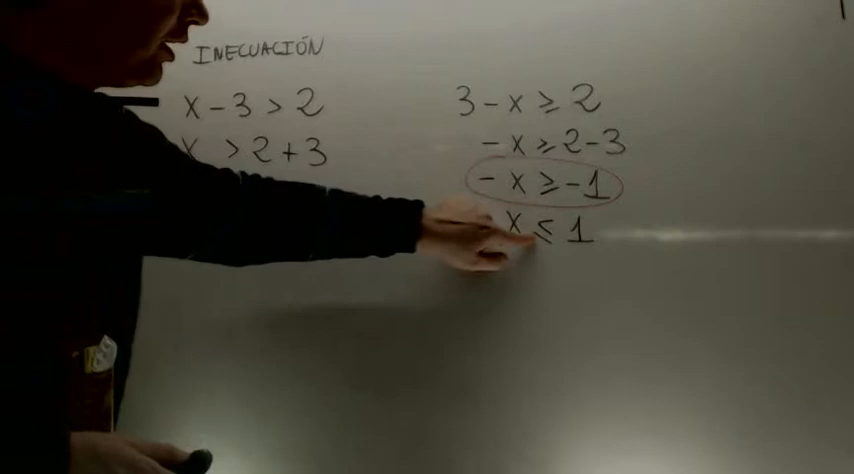 INECUACIÓN
x - 3 > 2
x > 2 + 3
3 - x ≥ 2
- x ≥ 2 - 3
- x ≥ - 1
x ≤ 1